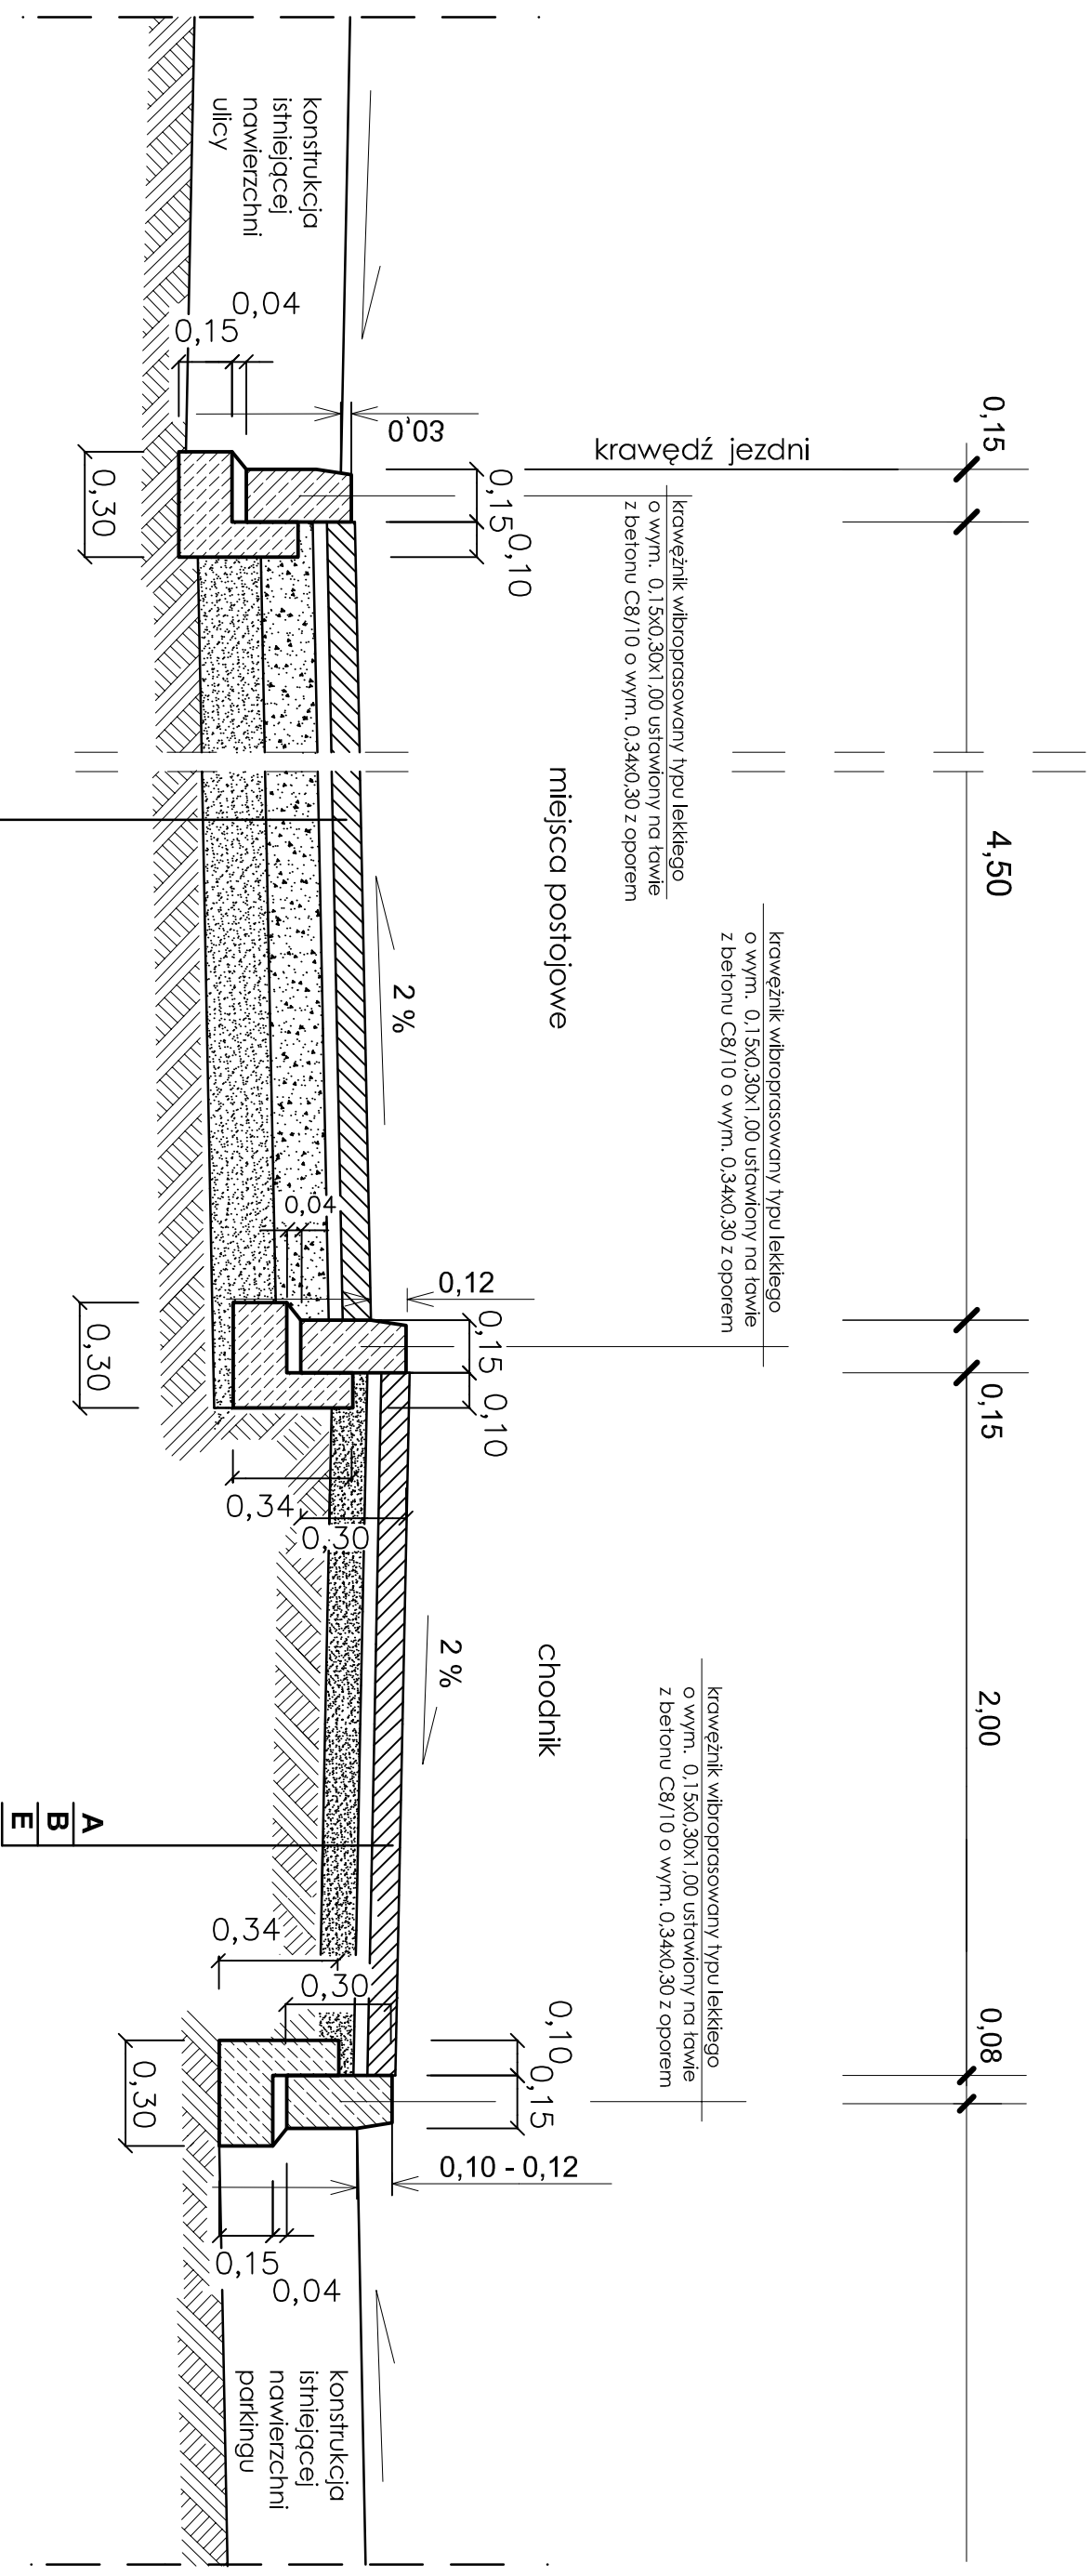 0,15
4,50
0,15
2,00
0,08
krawędź jezdni
krawężnik wibroprasowany typu lekkiego
o wym. 0,15x0,30x1,00 ustawiony na ławie
z betonu C8/10 o wym. 0,34x0,30 z oporem
krawężnik wibroprasowany typu lekkiego
o wym. 0,15x0,30x1,00 ustawiony na ławie
z betonu C8/10 o wym. 0,34x0,30 z oporem
krawężnik wibroprasowany typu lekkiego
o wym. 0,15x0,30x1,00 ustawiony na ławie
z betonu C8/10 o wym. 0,34x0,30 z oporem
miejsca postojowe
chodnik
0,15
0,10
0,03
2 %
0,12
0,15
0,10
2 %
0,10
0,15
0,10 - 0,12
konstrukcja
istniejącej
nawierzchni
ulicy
0,04
0,15
0,30
0,04
0,30
0,34
0,30
0,34
0,30
0,30
0,15
0,04
konstrukcja
istniejącej
nawierzchni
parkingu
A
B
E